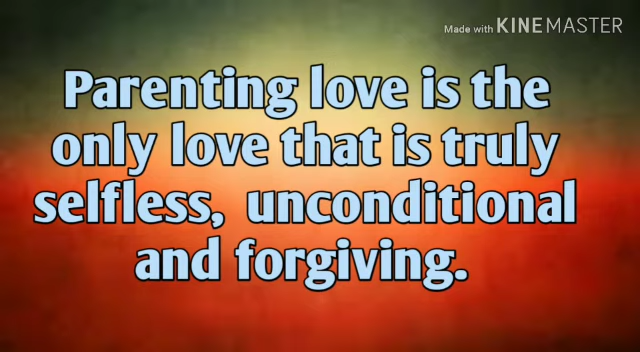 Made with KINEMASTER
Parenting love is the
only love that is truly
selfless, unconditional
and forgiving.